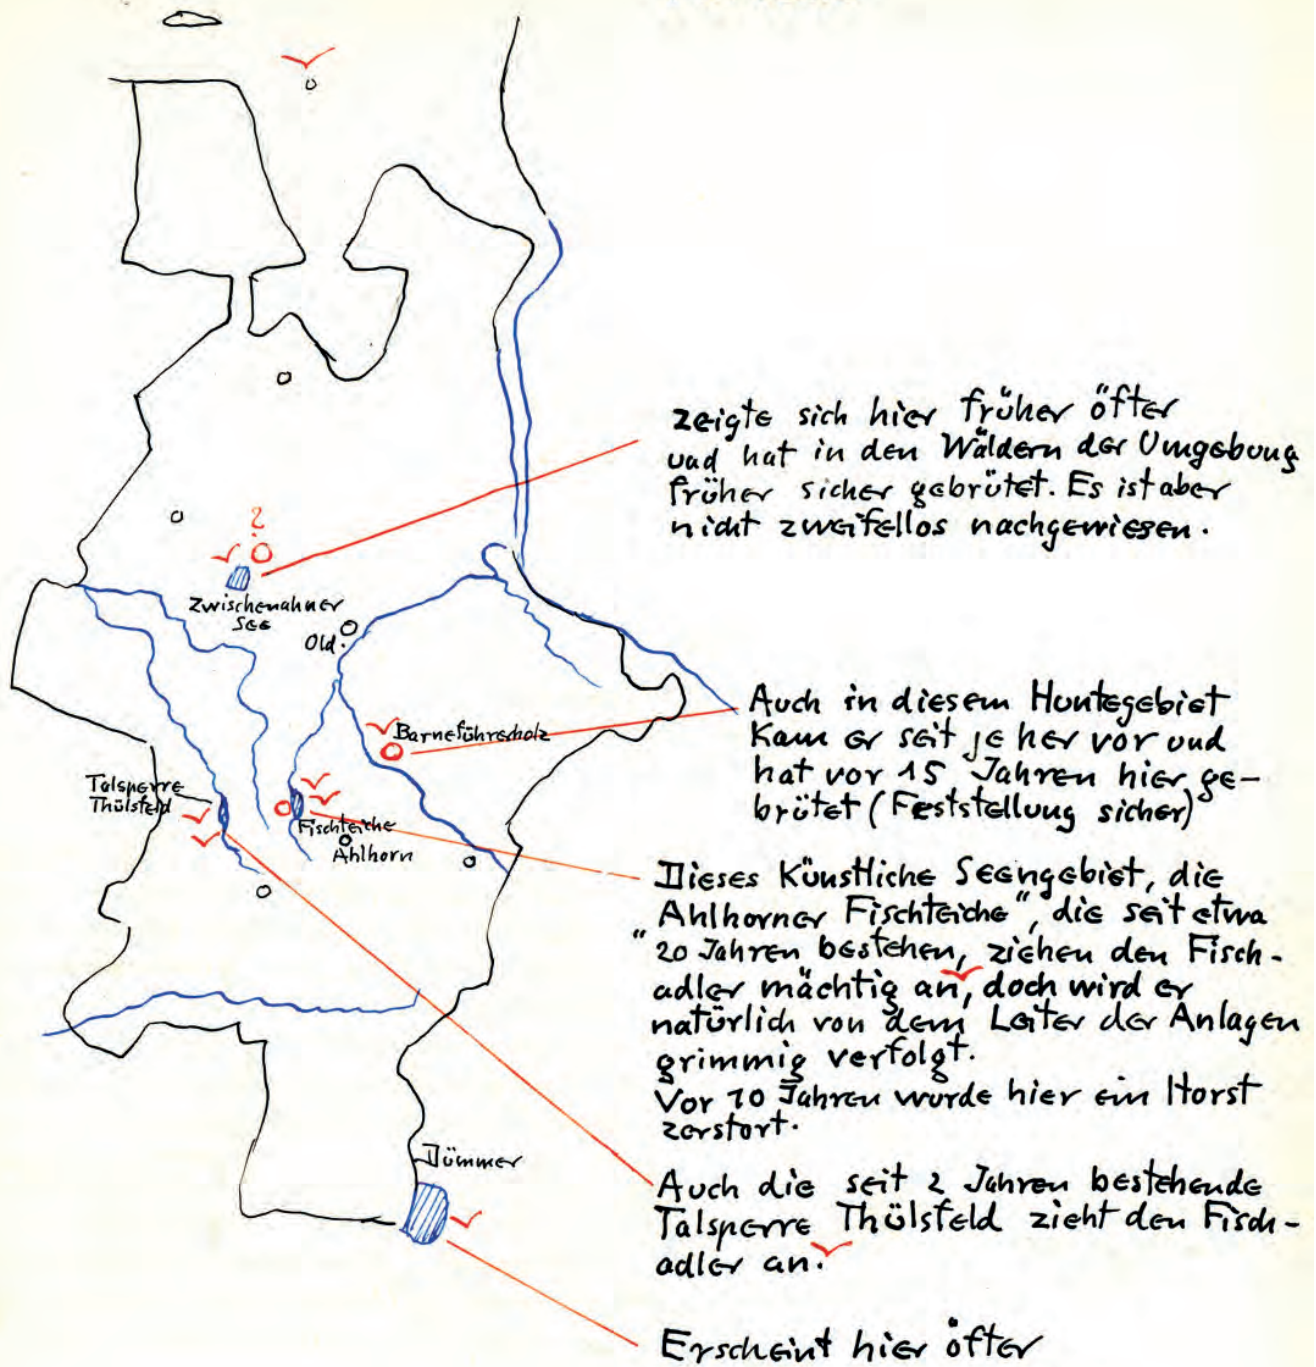 zeigte sich hier früher öfter
und hat in den Wäldern der Umgebung
früher sicher gebrütet. Es ist aber
nicht zweifellos nachgewiesen.
?
Zwischenahner
See
Old.
Auch in diesem Huntegebiet
Kam er seit je her vor und
hat vor 15 Jahren hier ge-
brütet (Feststellung sicher)
Barneführerholz
Talsperre
Thülsfeld
Fischteiche
Ahlhorn
Dieses Künstliche Seengebiet, die
"Ahlhorner Fischteiche", die seit etwa
20 Jahren bestehen, ziehen den Fisch-
adler mächtig an, doch wird er
natürlich von dem Leiter der Anlagen
grimmig verfolgt.
Vor 10 Jahren wurde hier ein Horst
zerstort.
Dümmer
Auch die seit 2 Jahren bestehende
Talsperre Thülsfeld zieht den Fisch-
adler an.
Erscheint hier öfter